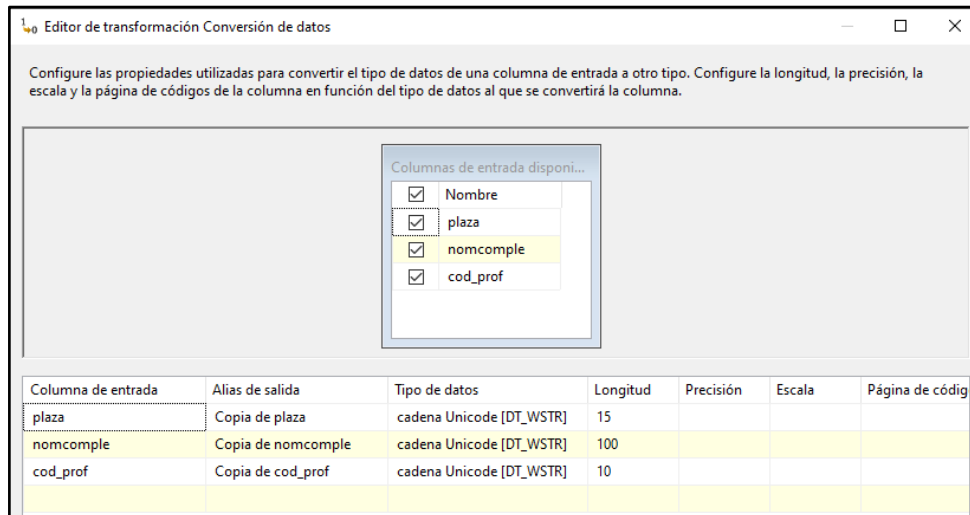 Editor de transformación Conversión de datos
Configure las propiedades utilizadas para convertir el tipo de datos de una columna de entrada a otro tipo. Configure la longitud, la precisión, la
escala y la página de códigos de la columna en función del tipo de datos al que se convertirá la columna.
Columnas de entrada disponi...
Nombre
plaza
nomcomple
cod_prof
Columna de entrada Alias de salida Tipo de datos Longitud Precisión Escala Página de códig
plaza Copia de plaza cadena Unicode [DT_WSTR] 15
nomcomple Copia de nomcomple cadena Unicode [DT_WSTR] 100
cod_prof Copia de cod_prof cadena Unicode [DT_WSTR] 10